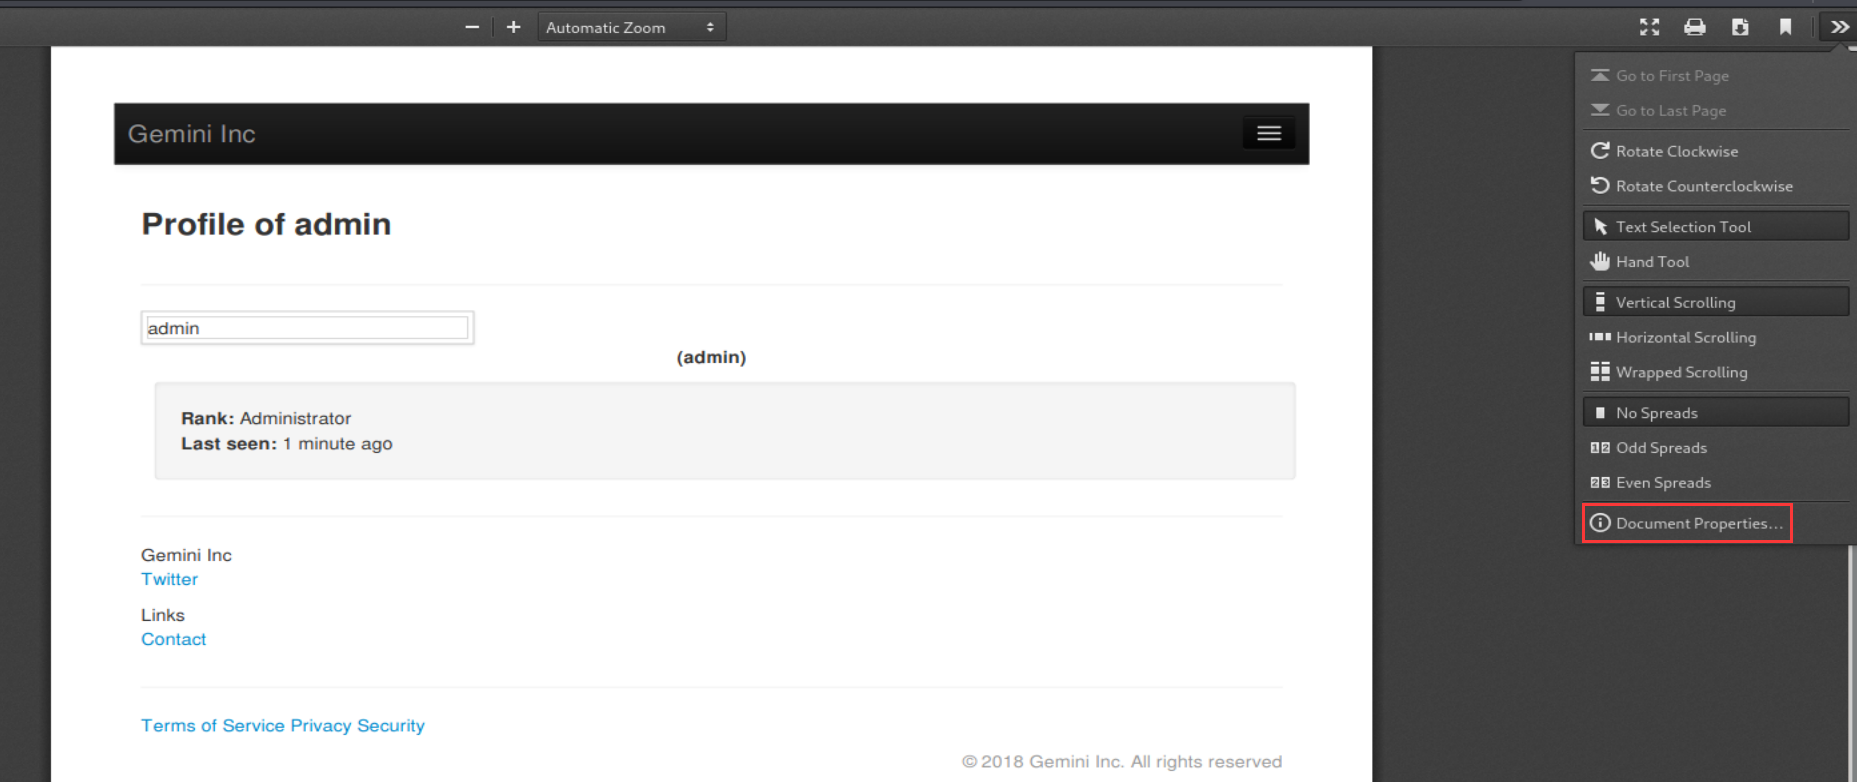 Automatic Zoom
Gemini Inc
Profile of admin
admin
(admin)
Rank: Administrator
Last seen: 1 minute ago
Gemini Inc
Twitter
Links
Contact
Terms of Service Privacy Security
© 2018 Gemini Inc. All rights reserved
Go to First Page
Go to Last Page
Rotate Clockwise
Rotate Counterclockwise
Text Selection Tool
Hand Tool
Vertical Scrolling
Horizontal Scrolling
Wrapped Scrolling
No Spreads
Odd Spreads
Even Spreads
Document Properties...